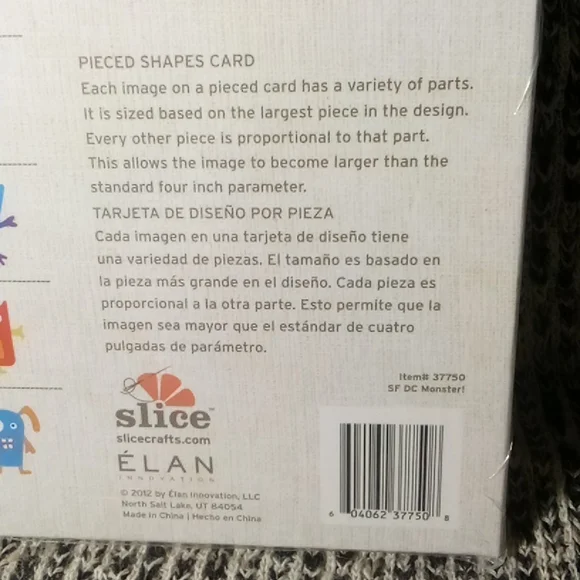 PIECED SHAPES CARD
Each image on a pieced card has a variety of parts.
It is sized based on the largest piece in the design.
Every other piece is proportional to that part.
This allows the image to become larger than the
standard four inch parameter.
TARJETA DE DISEÑO POR PIEZA
Cada imagen en una tarjeta de diseño tiene
una variedad de piezas. El tamaño es basado en
la pieza más grande en el diseño. Cada pieza es
proporcional a la otra parte. Esto permite que la
imagen sea mayor que el estándar de cuatro
pulgadas de parámetro.
Item# 37750
SF DC Monster!
slice™
slicecrafts.com
ÉLAN
INNOVATION
© 2012 by Élan Innovation, LLC
North Salt Lake, UT 84054
Made in China | Hecho en China
6 04062 37750 8